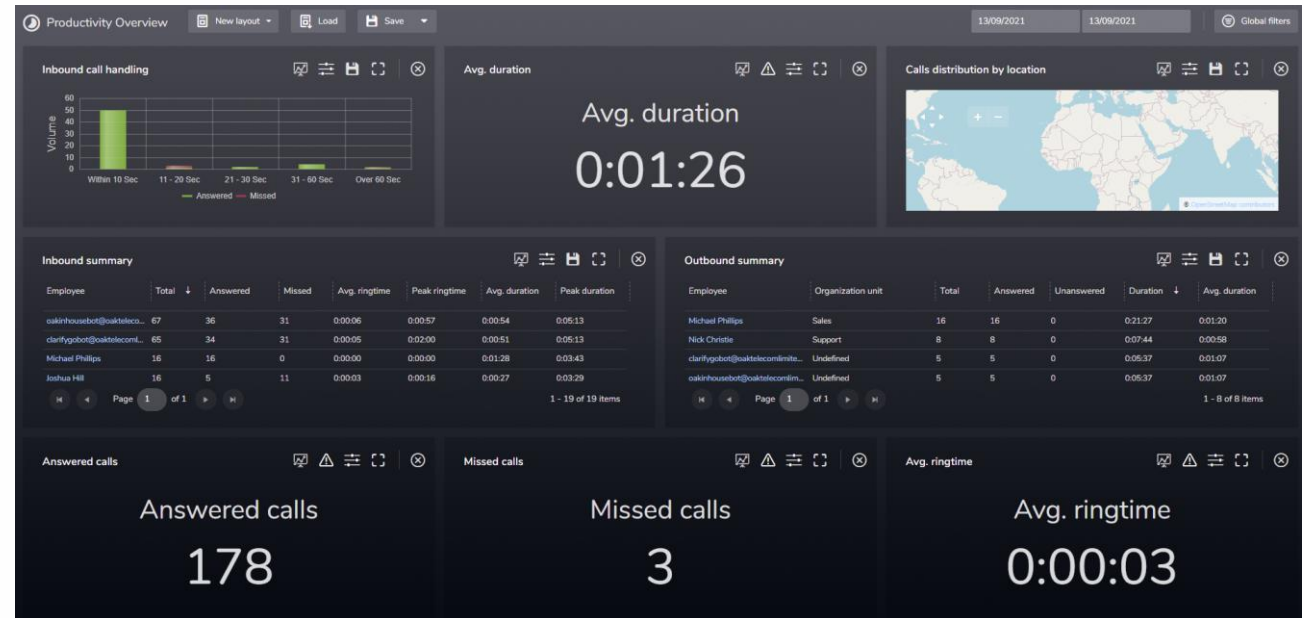 Productivity Overview New layout Load Save 13/09/2021 13/09/2021 Global filters
Inbound call handling
60
50
40
30
20
10
0
Volume
Within 10 Sec 11 - 20 Sec 21 - 30 Sec 31 - 60 Sec Over 60 Sec
Answered Missed
Avg. duration
Avg. duration
0:01:26
Calls distribution by location
+ -
© OpenStreetMap contributors
Inbound summary
Employee Total ↓ Answered Missed Avg. ringtime Peak ringtime Avg. duration Peak duration
oakinhousebot@oakteleco... 67 36 31 0:00:06 0:00:57 0:00:54 0:05:13
clarifygobot@oaktelecoml... 65 34 31 0:00:05 0:02:00 0:00:51 0:05:13
Michael Phillips 16 16 0 0:00:00 0:00:00 0:01:28 0:03:43
Joshua Hill 16 5 11 0:00:03 0:00:16 0:00:27 0:03:29
Page 1 of 1 1 - 19 of 19 items
Outbound summary
Employee Organization unit Total Answered Unanswered Duration ↓ Avg. duration
Michael Phillips Sales 16 16 0 0:21:27 0:01:20
Nick Christie Support 8 8 0 0:07:44 0:00:58
clarifygobot@oaktelecomlimite... Undefined 5 5 0 0:05:37 0:01:07
oakinhousebot@oaktelecomlim... Undefined 5 5 0 0:05:37 0:01:07
Page 1 of 1 1 - 8 of 8 items
Answered calls
Answered calls
178
Missed calls
Missed calls
3
Avg. ringtime
Avg. ringtime
0:00:03